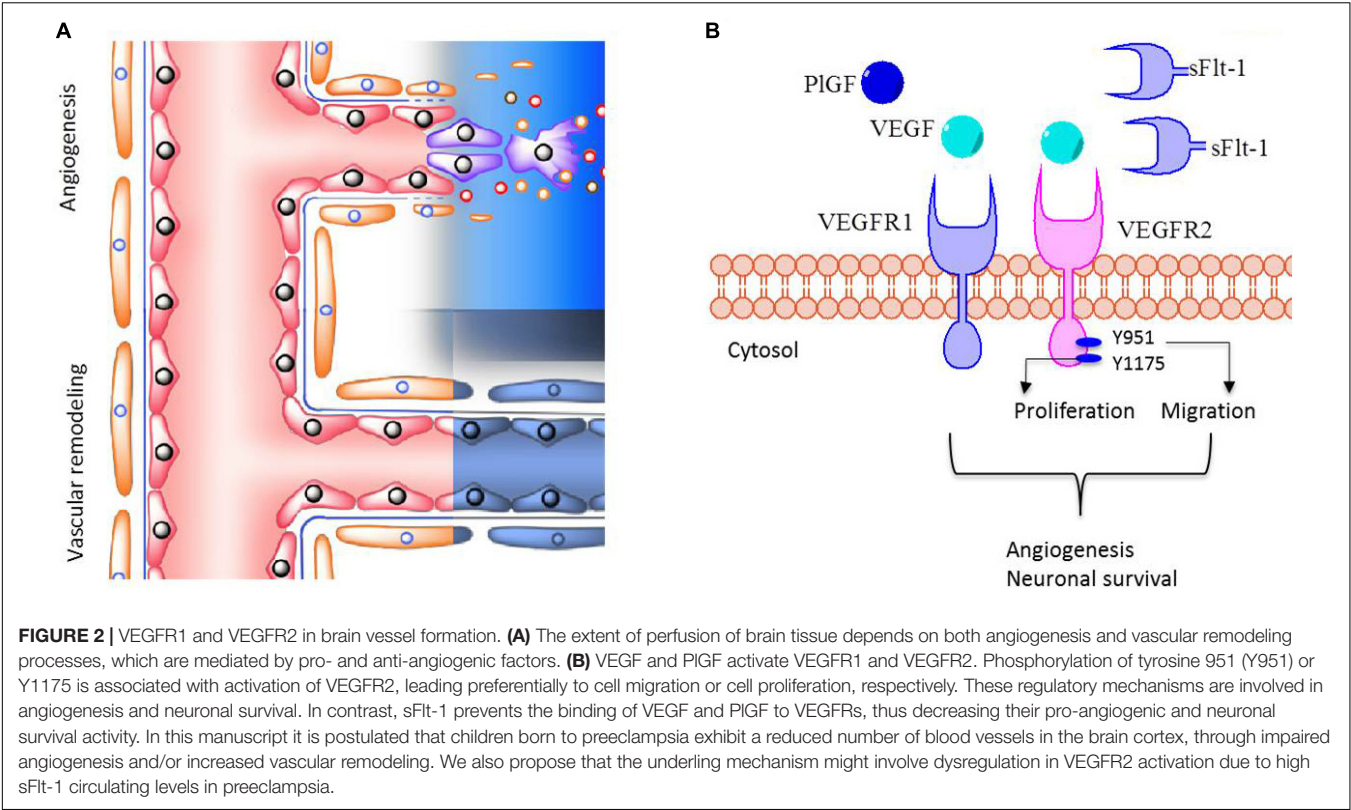 A
Angiogenesis
Vascular remodeling
B
PlGF
VEGF
sFlt-1
sFlt-1
VEGFR1
VEGFR2
Cytosol
Y951
Y1175
Proliferation
Migration
Angiogenesis
Neuronal survival
FIGURE 2 | VEGFR1 and VEGFR2 in brain vessel formation. (A) The extent of perfusion of brain tissue depends on both angiogenesis and vascular remodeling
processes, which are mediated by pro- and anti-angiogenic factors. (B) VEGF and PlGF activate VEGFR1 and VEGFR2. Phosphorylation of tyrosine 951 (Y951) or
Y1175 is associated with activation of VEGFR2, leading preferentially to cell migration or cell proliferation, respectively. These regulatory mechanisms are involved in
angiogenesis and neuronal survival. In contrast, sFlt-1 prevents the binding of VEGF and PlGF to VEGFRs, thus decreasing their pro-angiogenic and neuronal
survival activity. In this manuscript it is postulated that children born to preeclampsia exhibit a reduced number of blood vessels in the brain cortex, through impaired
angiogenesis and/or increased vascular remodeling. We also propose that the underling mechanism might involve dysregulation in VEGFR2 activation due to high
sFlt-1 circulating levels in preeclampsia.